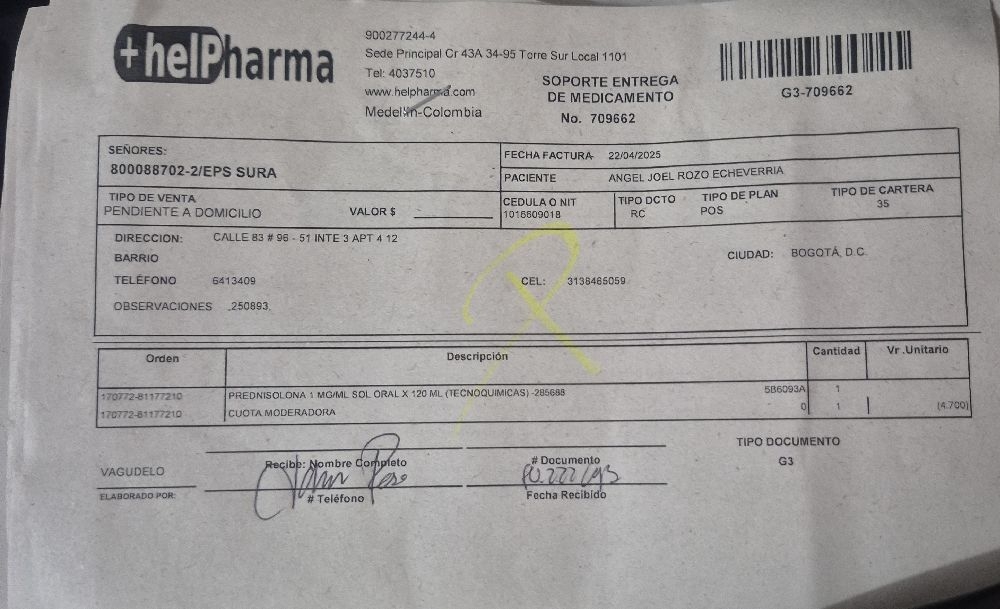 +helPharma
900277244-4
Sede Principal Cr 43A 34-95 Torre Sur Local 1101
Tel: 4037510
www.helpharma.com
Medellín-Colombia
SOPORTE ENTREGA
DE MEDICAMENTO
No. 709662
G3-709662
SEÑORES:
800088702-2/EPS SURA
FECHA FACTURA 22/04/2025
PACIENTE ANGEL JOEL ROZO ECHEVERRIA
TIPO DE VENTA
PENDIENTE A DOMICILIO
VALOR $
CEDULA O NIT
1016609018
TIPO DCTO
RC
TIPO DE PLAN
POS
TIPO DE CARTERA
35
DIRECCION: CALLE 83 # 96 - 51 INTE 3 APT 4 12
BARRIO
CIUDAD: BOGOTÁ, D.C.
TELÉFONO 6413409 CEL: 3138465059
OBSERVACIONES .250893.
Orden Descripción Cantidad Vr .Unitario
170772-81177210 PREDNISOLONA 1 MG/ML SOL ORAL X 120 ML (TECNOQUIMICAS) -285688 5B6093A 1
170772-81177210 CUOTA MODERADORA 0 1 (4.700)
TIPO DOCUMENTO
G3
VAGUDELO
ELABORADO POR:
Recibe: Nombre Completo
# Documento
# Teléfono
Fecha Recibido